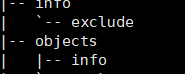 |-- info
|   `-- exclude
|-- objects
|   |-- info